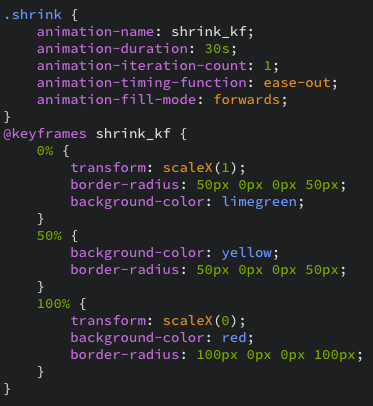 .shrink {
    animation-name: shrink_kf;
    animation-duration: 30s;
    animation-iteration-count: 1;
    animation-timing-function: ease-out;
    animation-fill-mode: forwards;
}
@keyframes shrink_kf {
    0% {
        transform: scaleX(1);
        border-radius: 50px 0px 0px 50px;
        background-color: limegreen;
    }
    50% {
        background-color: yellow;
        border-radius: 50px 0px 0px 50px;
    }
    100% {
        transform: scaleX(0);
        background-color: red;
        border-radius: 100px 0px 0px 100px;
    }
}